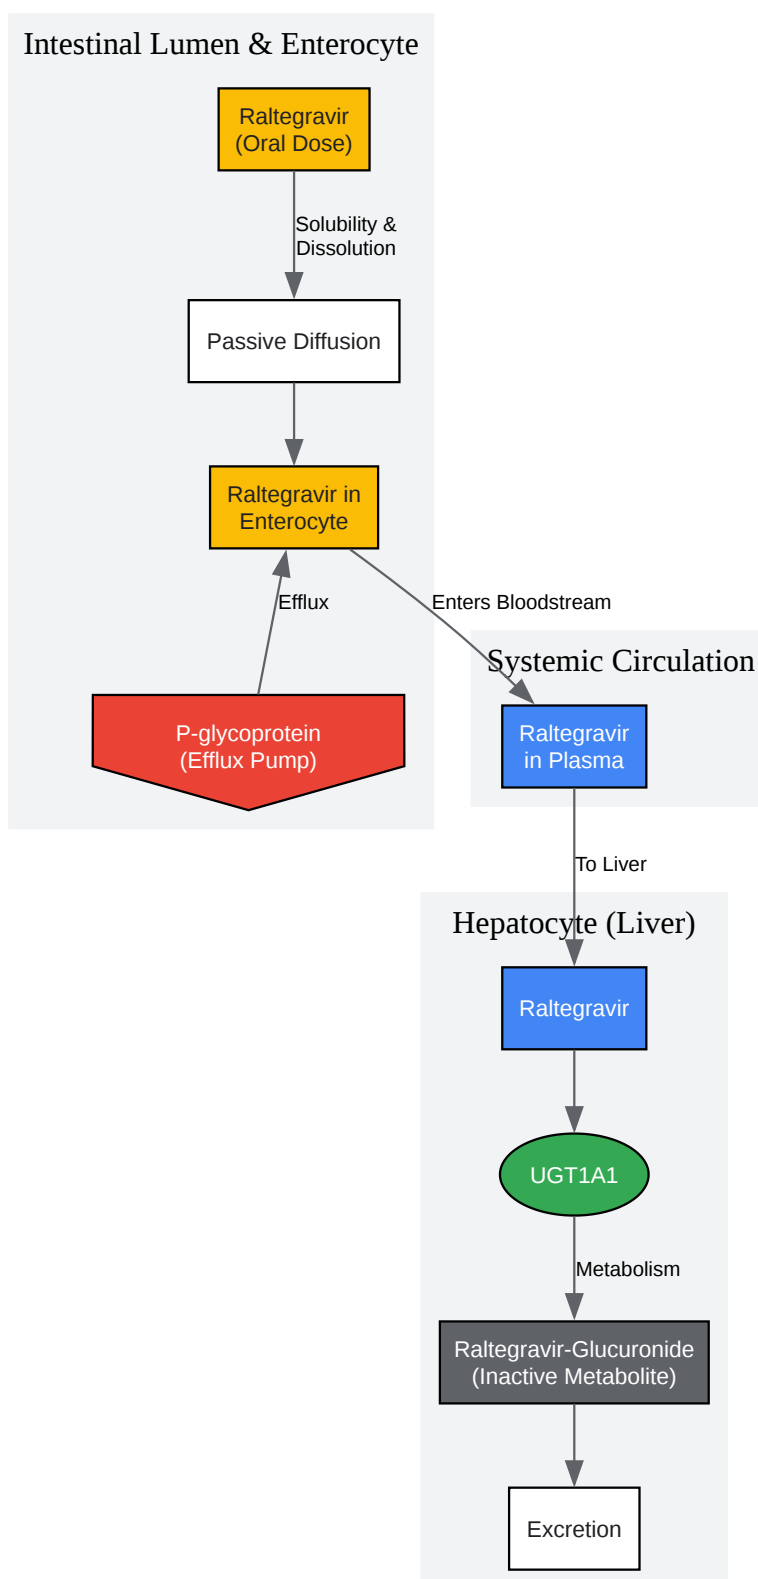 Intestinal Lumen & Enterocyte
Raltegravir
(Oral Dose)
Solubility &
Dissolution
Passive Diffusion
Raltegravir in
Enterocyte
Efflux
Enters Bloodstream
P-glycoprotein
(Efflux Pump)
Systemic Circulation
Raltegravir
in Plasma
To Liver
Hepatocyte (Liver)
Raltegravir
UGT1A1
Metabolism
Raltegravir-Glucuronide
(Inactive Metabolite)
Excretion